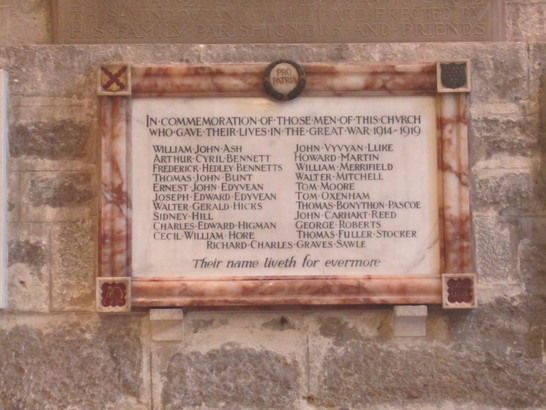 PRO
PATRIA
IN·COMMEMORATION·OF·THOSE·MEN·OF·THIS·CHVRCH
WHO·GAVE·THEIR·LIVES·IN·THE·GREAT·WAR·1914-1919
WILLIAM·JOHN·ASH
ARTHUR·CYRIL·BENNETT
FREDERICK·HEDLEY·BENNETTS
THOMAS·JOHN·BLUNT
ERNEST·JOHN·EDYVEAN
JOSEPH·EDWARD·EDYVEAN
WALTER·GERALD·HICKS
SIDNEY·HILL
CHARLES·EDWARD·HIGMAN
CECIL·WILLIAM·HORE
JOHN·VYVYAN·LUKE
HOWARD·MARTIN
WILLIAM·MERRIFIELD
WALTER·MITCHELL
TOM·MOORE
TOM·OXENHAM
THOMAS·BONYTHON·PASCOE
JOHN·CARHART·REED
GEORGE·ROBERTS
THOMAS·FULLER·STOCKER
RICHARD·CHARLES·GRAVES·SAWLE
Their name liveth for evermore